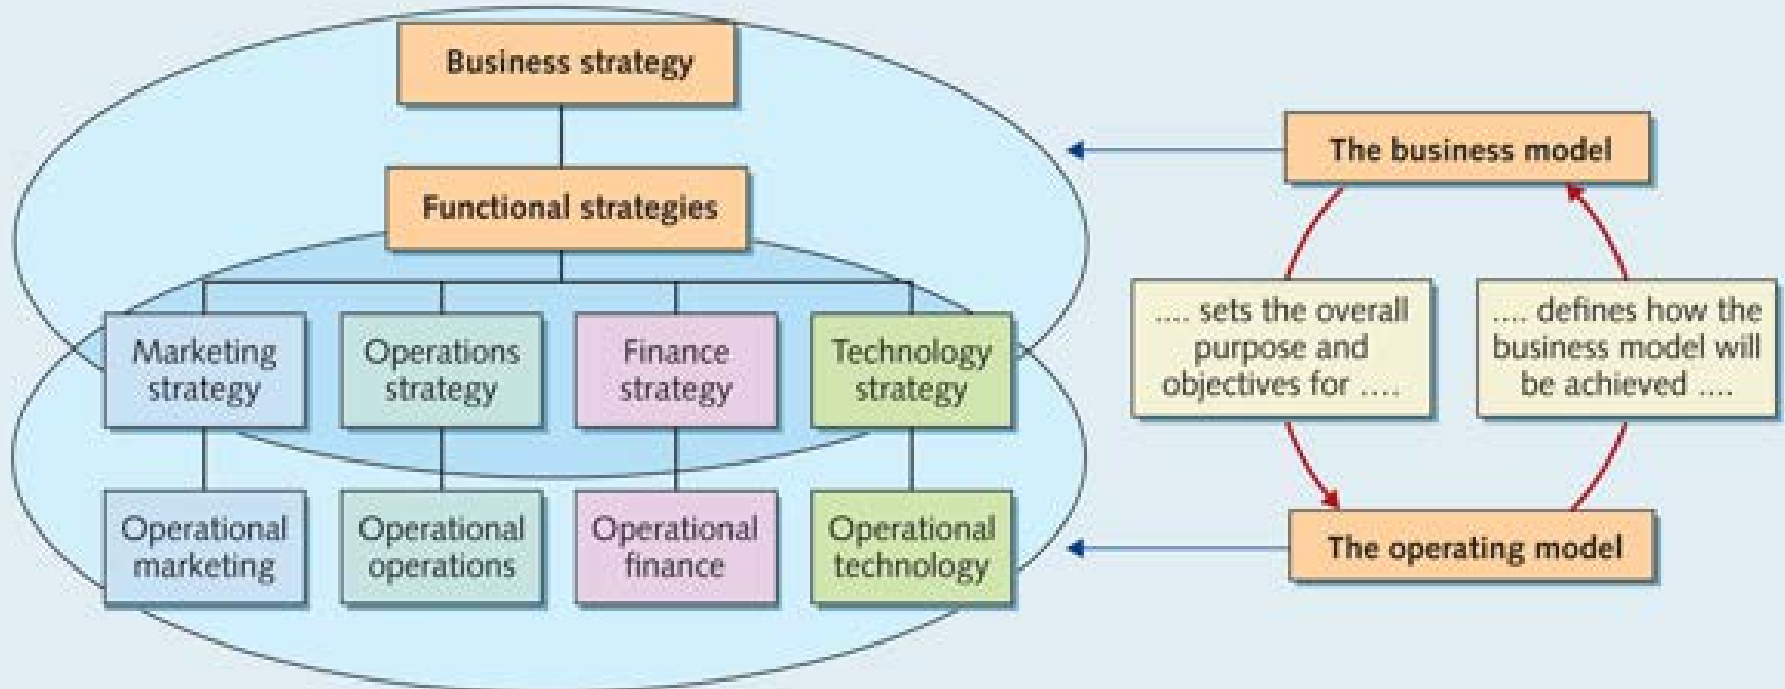 Business strategy
Functional strategies
Marketing
strategy
Operations
strategy
Finance
strategy
Technology
strategy
Operational
marketing
Operational
operations
Operational
finance
Operational
technology
The business model
.... sets the overall
purpose and
objectives for ....
.... defines how the
business model will
be achieved ....
The operating model